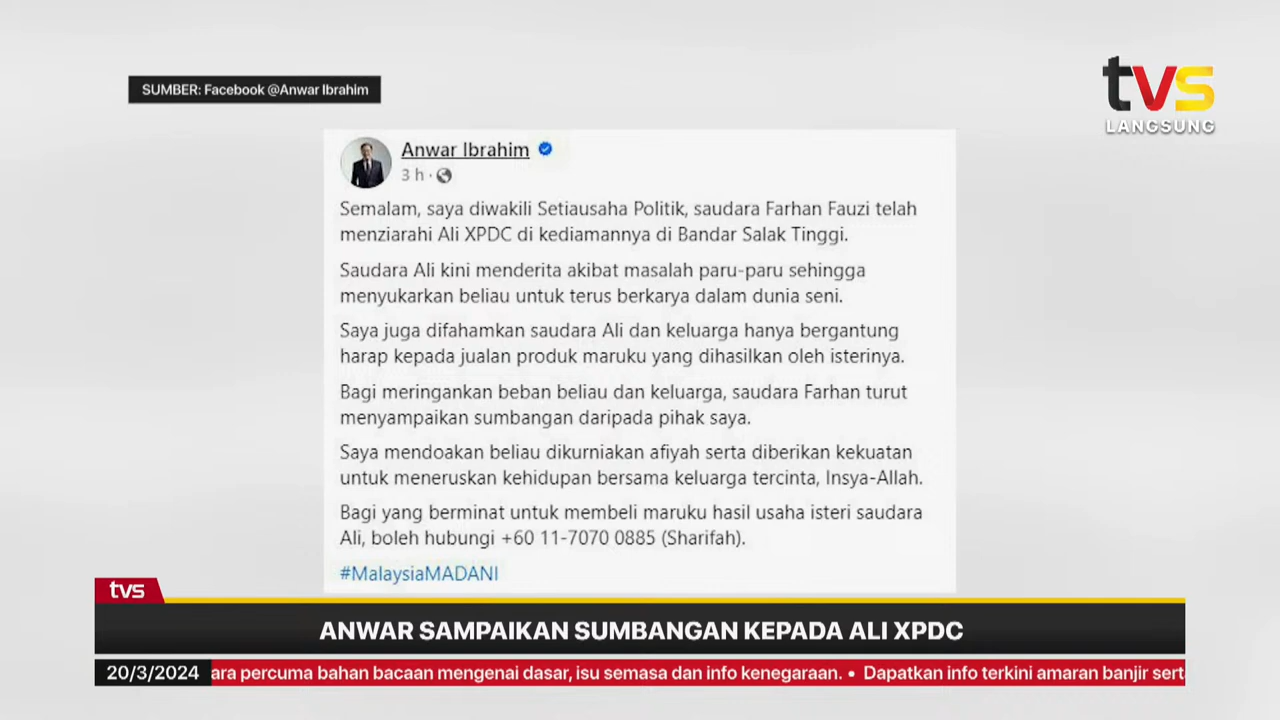 SUMBER: Facebook @Anwar Ibrahim
tvs
LANGSUNG
Anwar Ibrahim
3 h ·
Semalam, saya diwakili Setiausaha Politik, saudara Farhan Fauzi telah
menziarahi Ali XPDC di kediamannya di Bandar Salak Tinggi.
Saudara Ali kini menderita akibat masalah paru-paru sehingga
menyukarkan beliau untuk terus berkarya dalam dunia seni.
Saya juga difahamkan saudara Ali dan keluarga hanya bergantung
harap kepada jualan produk maruku yang dihasilkan oleh isterinya.
Bagi meringankan beban beliau dan keluarga, saudara Farhan turut
menyampaikan sumbangan daripada pihak saya.
Saya mendoakan beliau dikurniakan afiyah serta diberikan kekuatan
untuk meneruskan kehidupan bersama keluarga tercinta, Insya-Allah.
Bagi yang berminat untuk membeli maruku hasil usaha isteri saudara
Ali, boleh hubungi +60 11-7070 0885 (Sharifah).
#MalaysiaMADANI
tvs
ANWAR SAMPAIKAN SUMBANGAN KEPADA ALI XPDC
20/3/2024 ara percuma bahan bacaan mengenai dasar, isu semasa dan info kenegaraan. • Dapatkan info terkini amaran banjir sert